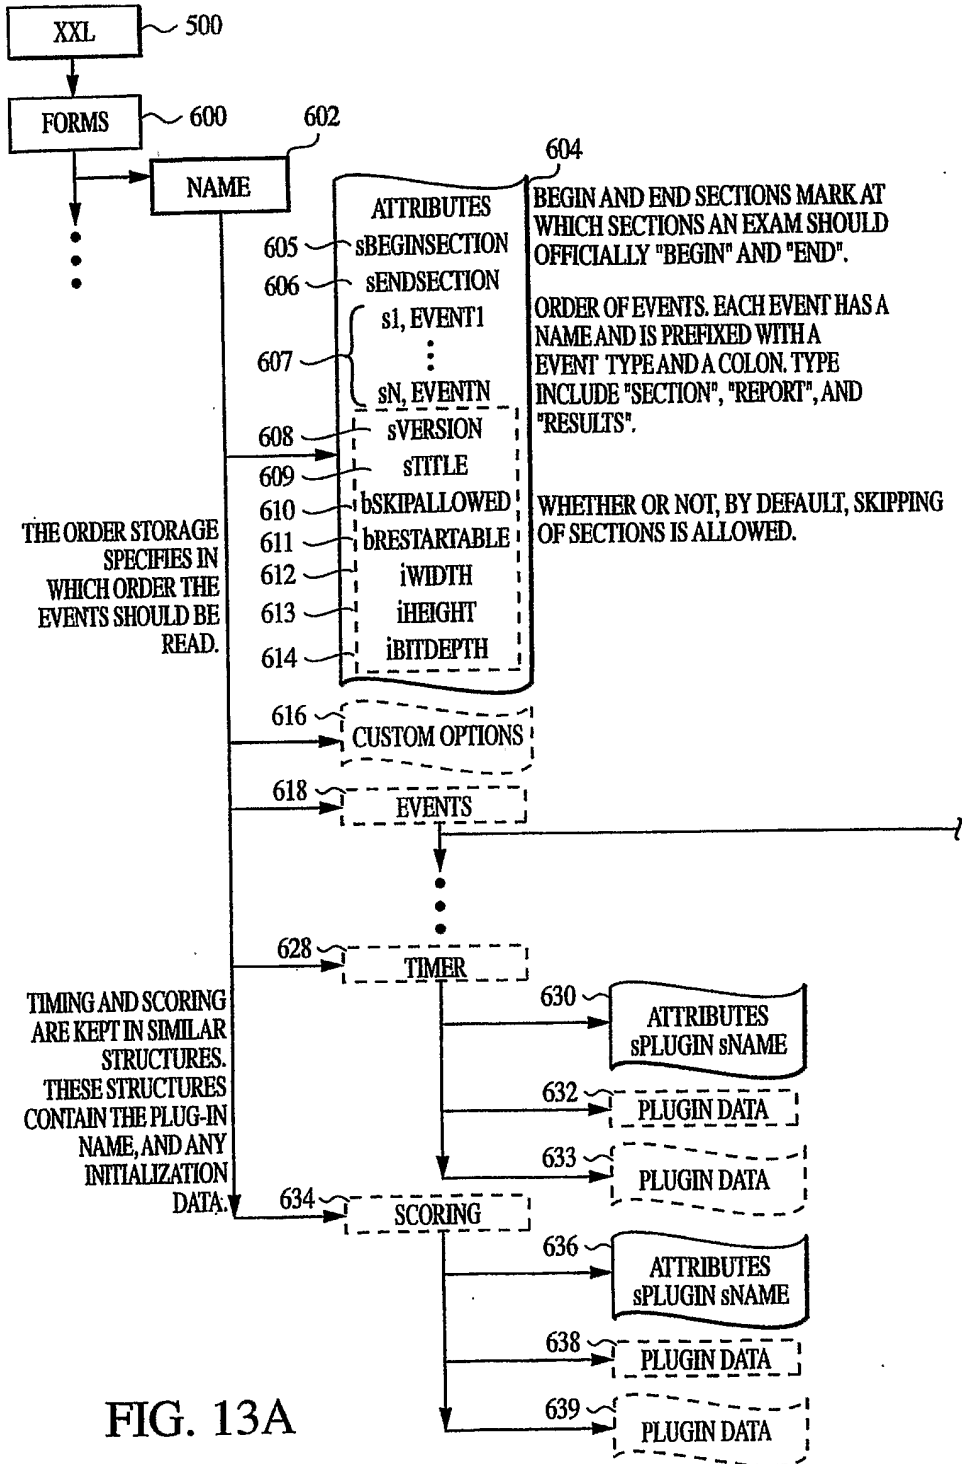 XXL
500
FORMS
600
602
NAME
604
ATTRIBUTES
605
sBEGINSECTION
606
sENDSECTION
607
s1, EVENT1
sN, EVENTN
608
sVERSION
609
sTITLE
610
bSKIPALLOWED
611
bRESTARTABLE
612
iWIDTH
613
iHEIGHT
614
iBITDEPTH
BEGIN AND END SECTIONS MARK AT
WHICH SECTIONS AN EXAM SHOULD
OFFICIALLY "BEGIN" AND "END".
ORDER OF EVENTS. EACH EVENT HAS A
NAME AND IS PREFIXED WITH A
EVENT TYPE AND A COLON. TYPE
INCLUDE "SECTION", "REPORT", AND
"RESULTS".
WHETHER OR NOT, BY DEFAULT, SKIPPING
OF SECTIONS IS ALLOWED.
THE ORDER STORAGE
SPECIFIES IN
WHICH ORDER THE
EVENTS SHOULD BE
READ.
616
CUSTOM OPTIONS
618
EVENTS
628
TIMER
630
ATTRIBUTES
sPLUGIN sNAME
632
PLUGIN DATA
633
PLUGIN DATA
TIMING AND SCORING
ARE KEPT IN SIMILAR
STRUCTURES.
THESE STRUCTURES
CONTAIN THE PLUG-IN
NAME, AND ANY
INITIALIZATION
DATA.
634
SCORING
636
ATTRIBUTES
sPLUGIN sNAME
638
PLUGIN DATA
639
PLUGIN DATA
FIG. 13A